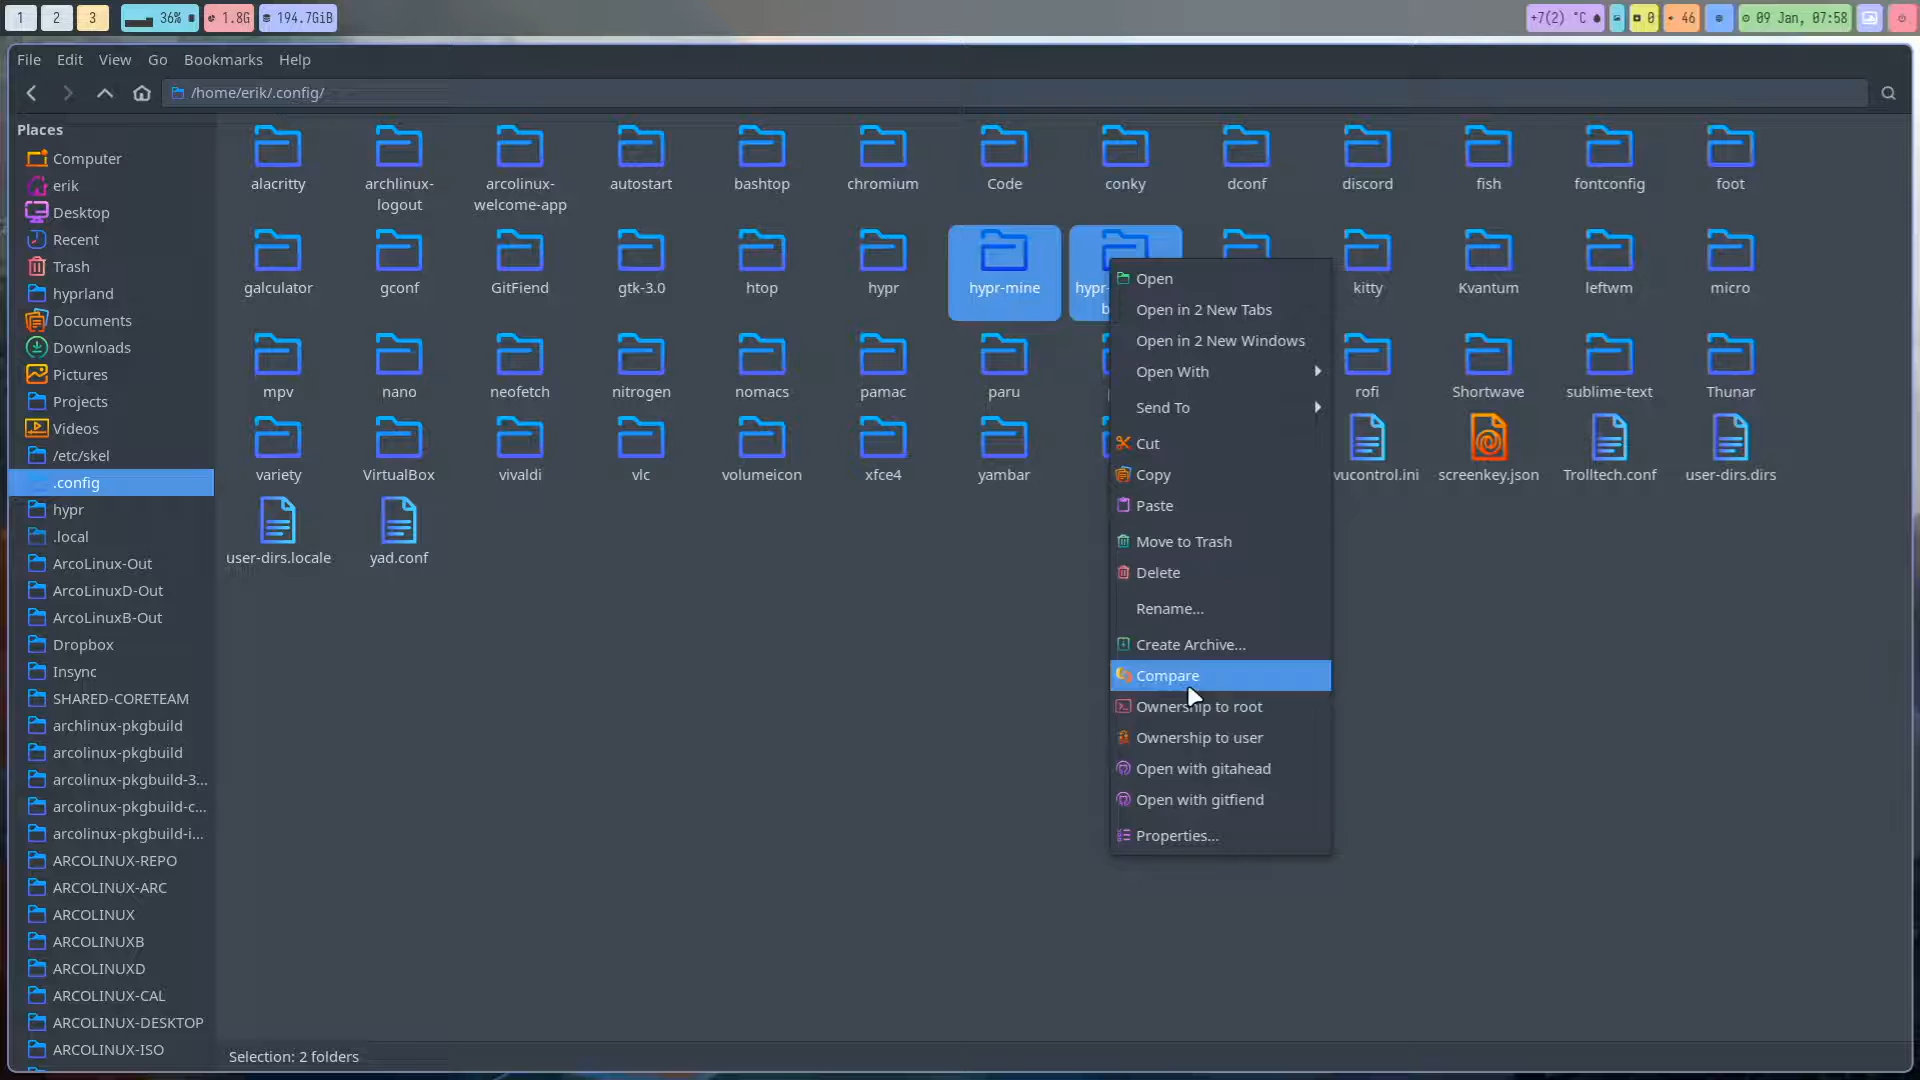 1 2 3 36% 1.8G 194.7GiB +7(2) °C 0 46 09 Jan, 07:58
File Edit View Go Bookmarks Help
/home/erik/.config/
Places
Computer
erik
Desktop
Recent
Trash
hyprland
Documents
Downloads
Pictures
Projects
Videos
/etc/skel
.config
hypr
.local
ArcoLinux-Out
ArcoLinuxD-Out
ArcoLinuxB-Out
Dropbox
Insync
SHARED-CORETEAM
archlinux-pkgbuild
arcolinux-pkgbuild
arcolinux-pkgbuild-3...
arcolinux-pkgbuild-c...
arcolinux-pkgbuild-i...
ARCOLINUX-REPO
ARCOLINUX-ARC
ARCOLINUX
ARCOLINUXB
ARCOLINUXD
ARCOLINUX-CAL
ARCOLINUX-DESKTOP
ARCOLINUX-ISO
alacritty
archlinux-
logout
arcolinux-
welcome-app
autostart
bashtop
chromium
Code
conky
dconf
discord
fish
fontconfig
foot
galculator
gconf
GitFiend
gtk-3.0
htop
hypr
hypr-mine
hypr-
b
kitty
Kvantum
leftwm
micro
mpv
nano
neofetch
nitrogen
nomacs
pamac
paru
rofi
Shortwave
sublime-text
Thunar
variety
VirtualBox
vivaldi
vlc
volumeicon
xfce4
yambar
vucontrol.ini
screenkey.json
Trolltech.conf
user-dirs.dirs
user-dirs.locale
yad.conf
Open
Open in 2 New Tabs
Open in 2 New Windows
Open With
Send To
Cut
Copy
Paste
Move to Trash
Delete
Rename...
Create Archive...
Compare
Ownership to root
Ownership to user
Open with gitahead
Open with gitfiend
Properties...
Selection: 2 folders